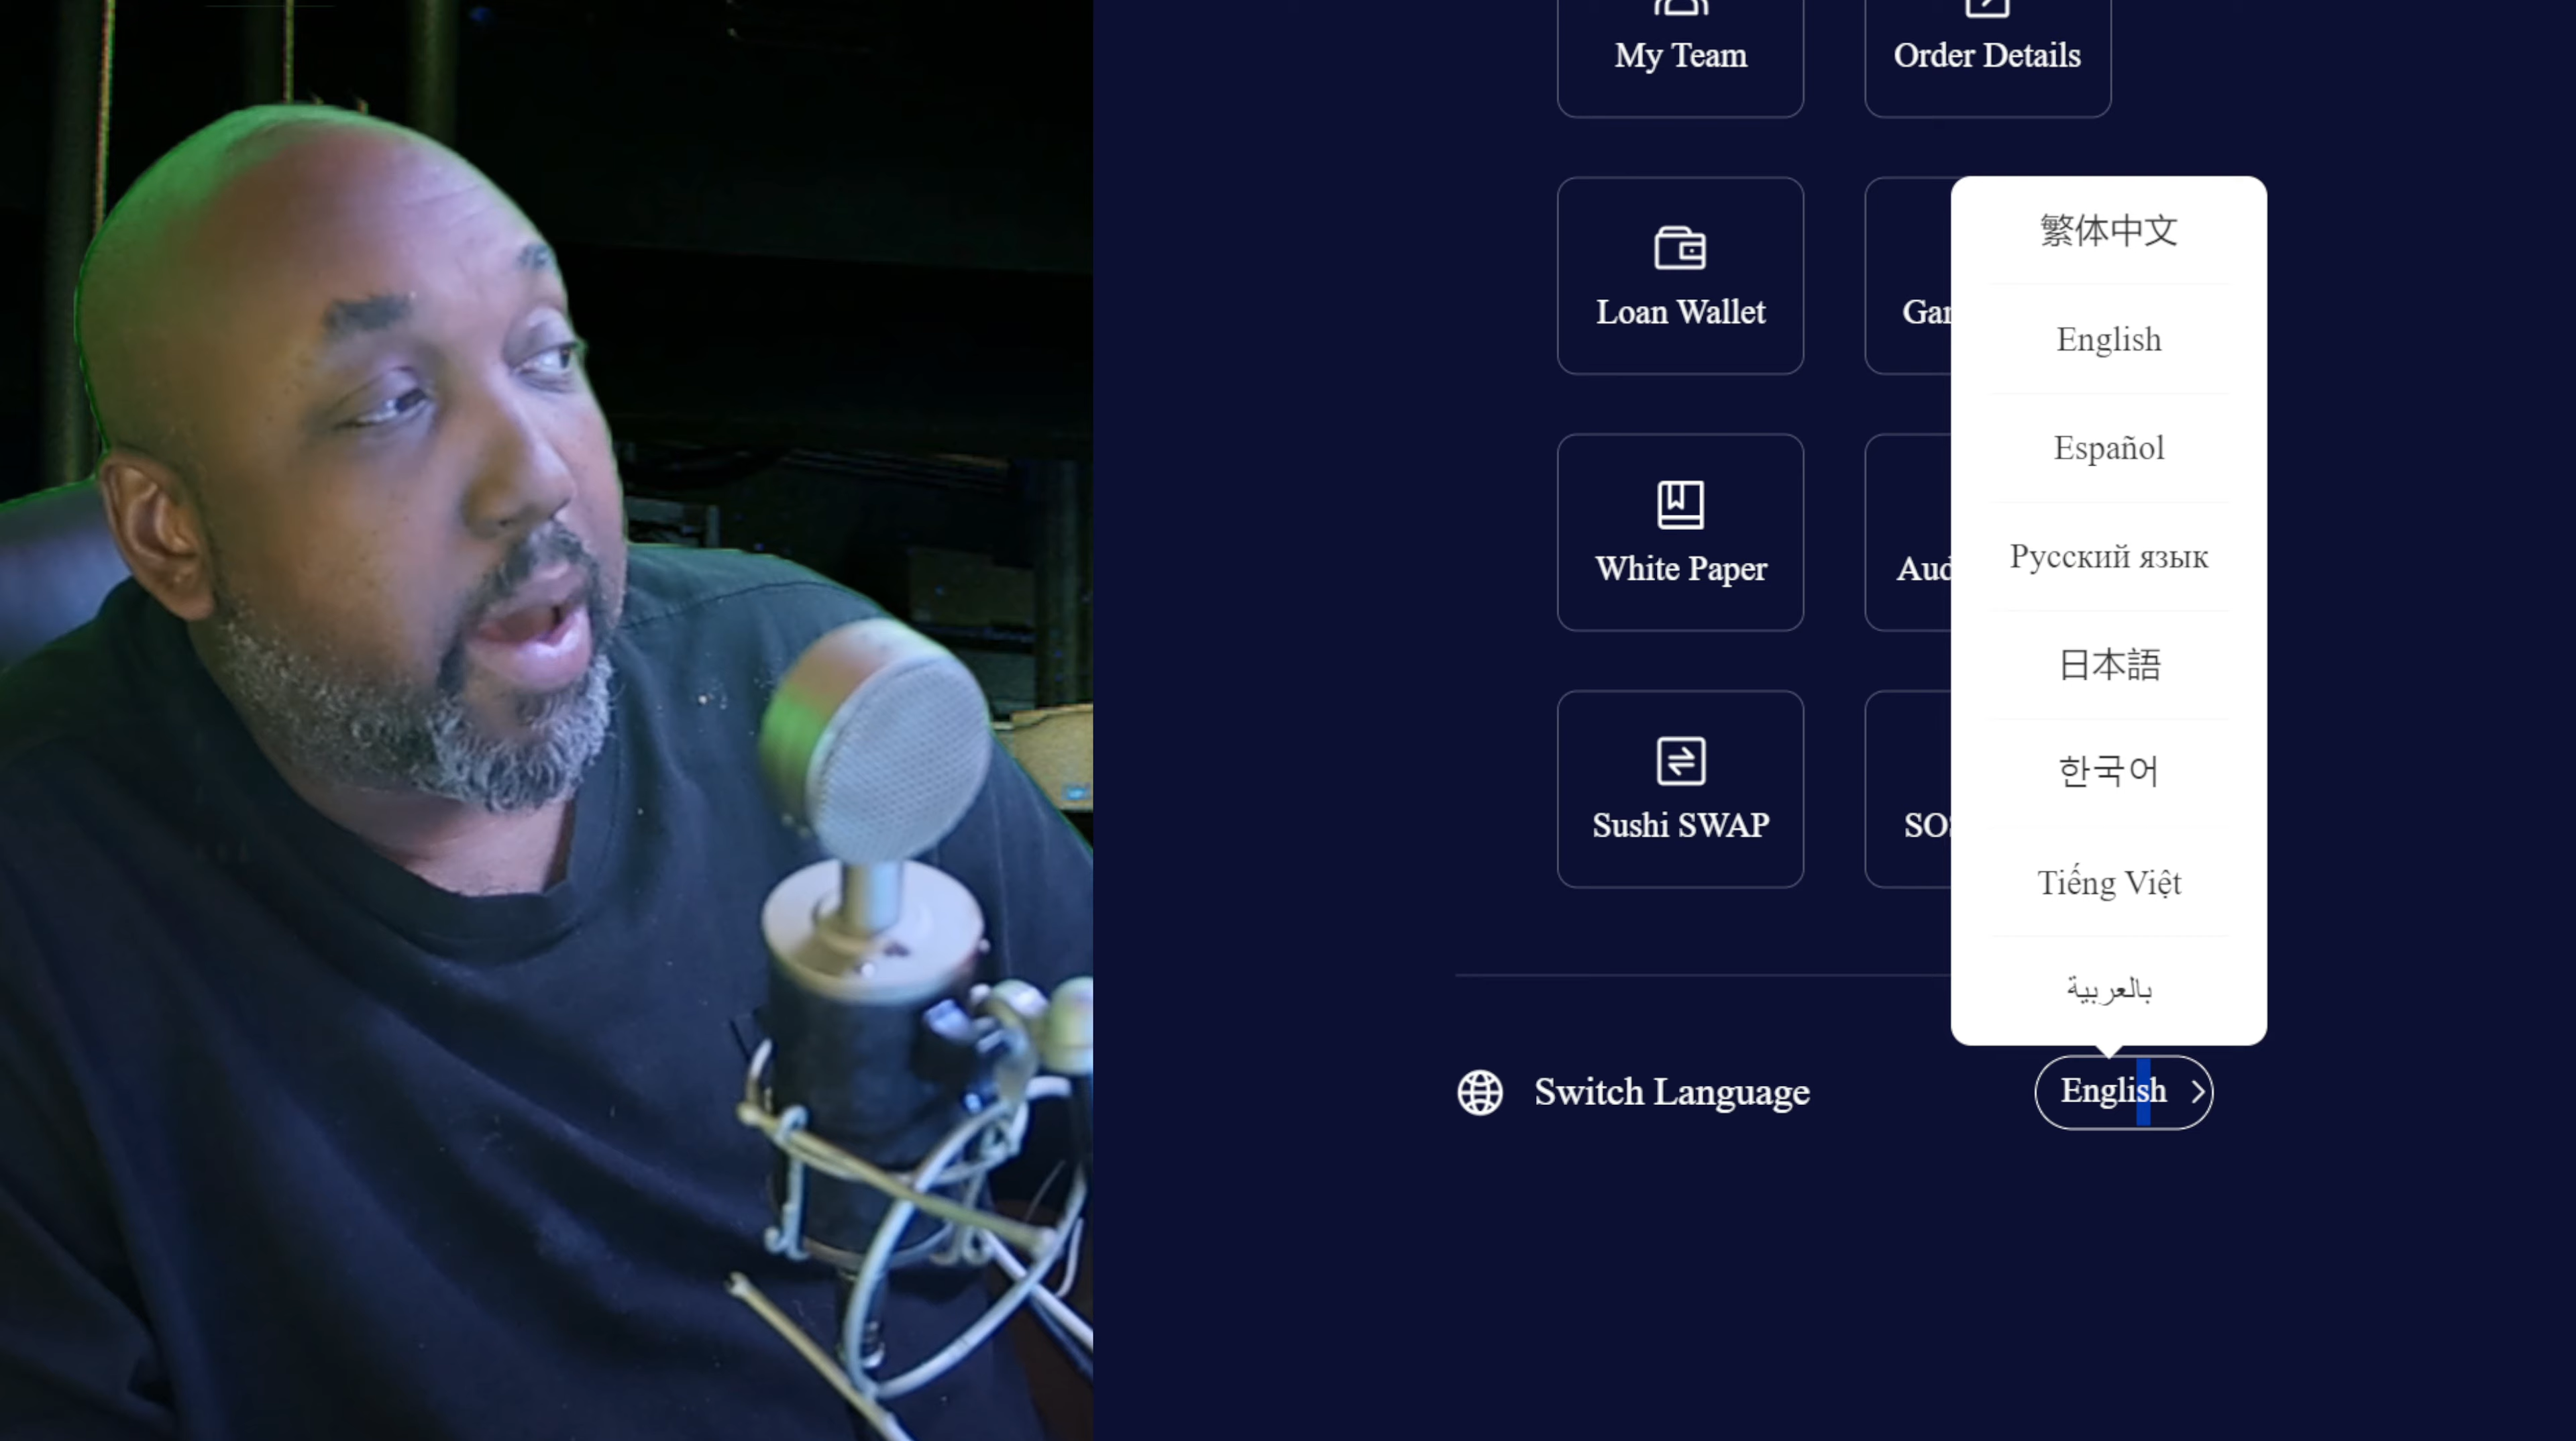 My Team
Order Details
Loan Wallet
White Paper
Sushi SWAP
繁体中文
English
Español
Русский язык
日本語
한국어
Tiếng Việt
بالعربية
Switch Language
English